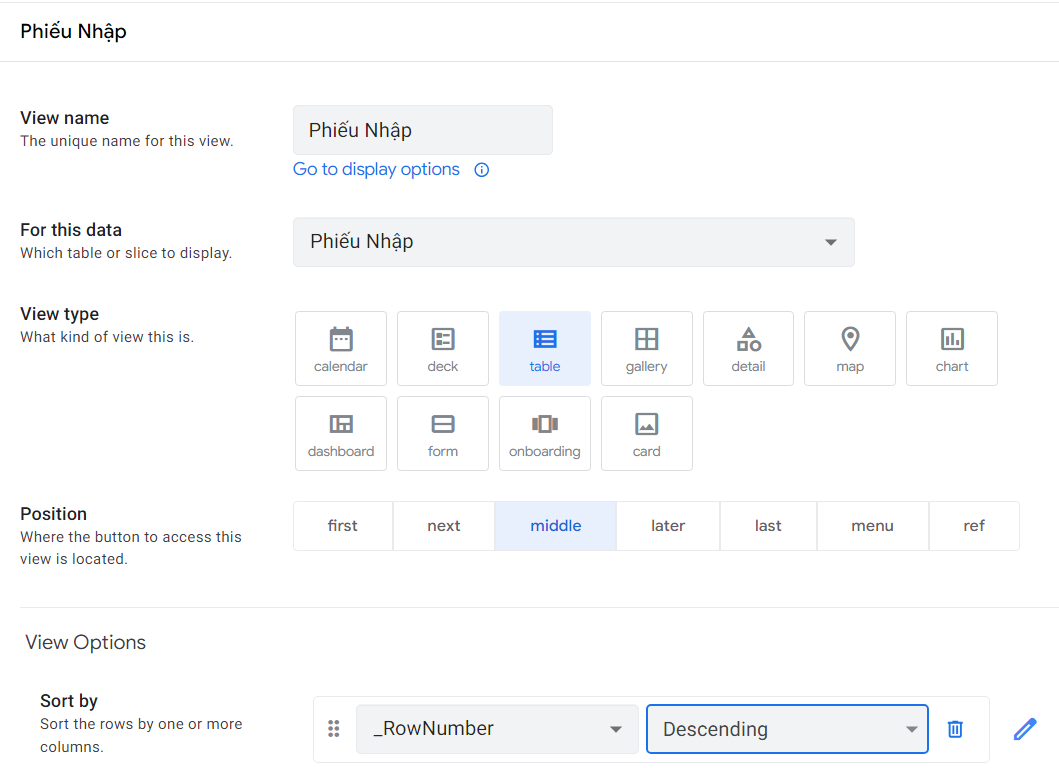 Phiếu Nhập
View name
The unique name for this view.
Phiếu Nhập
Go to display options
For this data
Which table or slice to display.
Phiếu Nhập
View type
What kind of view this is.
calendar
deck
table
gallery
detail
map
chart
dashboard
form
onboarding
card
Position
Where the button to access this
view is located.
first
next
middle
later
last
menu
ref
View Options
Sort by
Sort the rows by one or more
columns.
_RowNumber
Descending